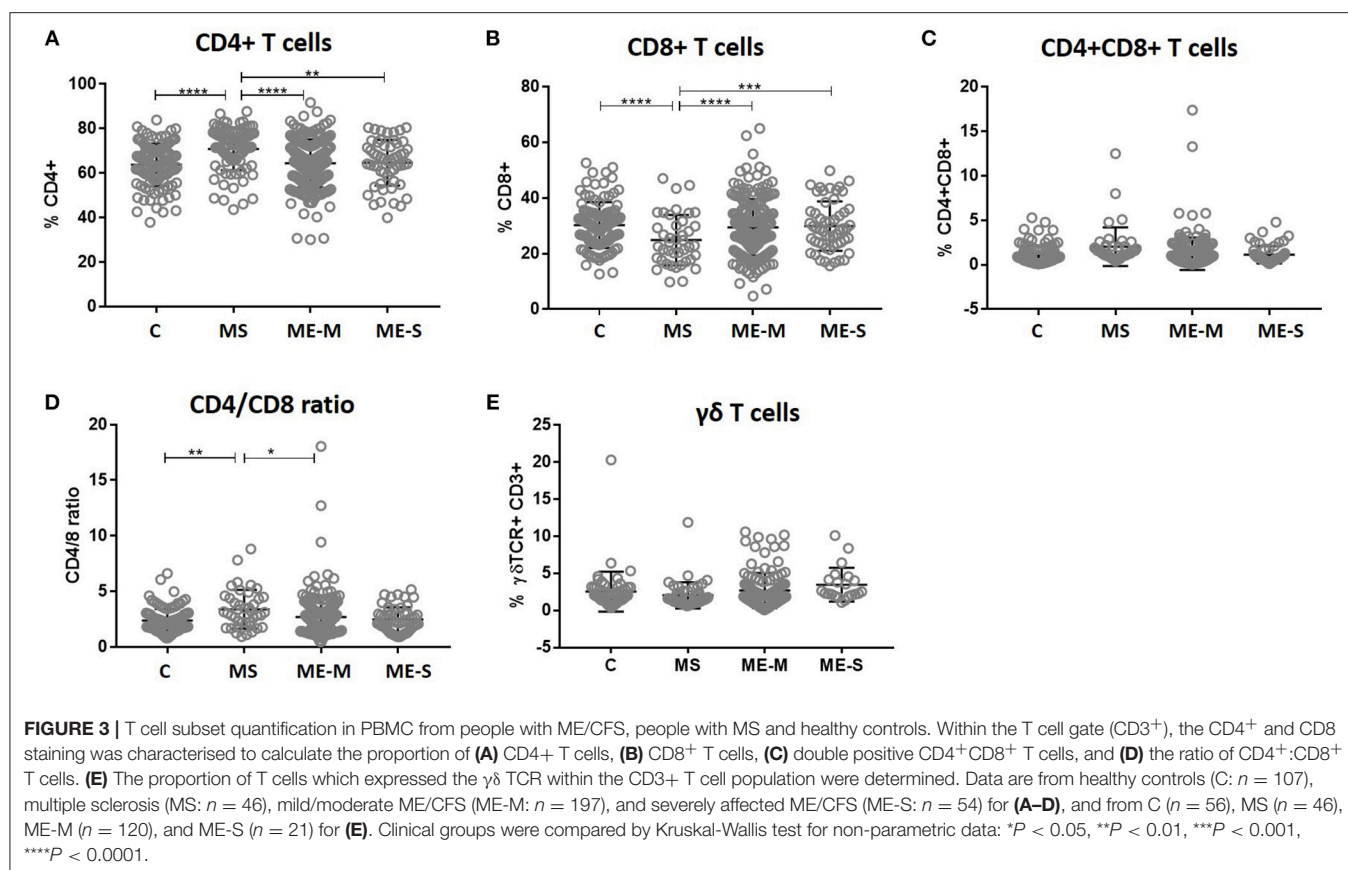 A
CD4+ T cells
% CD4+
100
80
60
40
20
0
****
****
**
C MS ME-M ME-S
B
CD8+ T cells
% CD8+
80
60
40
20
0
****
****
***
C MS ME-M ME-S
C
CD4+CD8+ T cells
% CD4+CD8+
20
15
10
5
0
-5
C MS ME-M ME-S
D
CD4/CD8 ratio
CD4/8 ratio
20
15
10
5
0
**
*
C MS ME-M ME-S
E
γδ T cells
% γδTCR+ CD3+
25
20
15
10
5
0
-5
C MS ME-M ME-S
FIGURE 3 | T cell subset quantification in PBMC from people with ME/CFS, people with MS and healthy controls. Within the T cell gate (CD3⁺), the CD4⁺ and CD8
staining was characterised to calculate the proportion of (A) CD4+ T cells, (B) CD8⁺ T cells, (C) double positive CD4⁺CD8⁺ T cells, and (D) the ratio of CD4⁺:CD8⁺
T cells. (E) The proportion of T cells which expressed the γδ TCR within the CD3+ T cell population were determined. Data are from healthy controls (C: n = 107),
multiple sclerosis (MS: n = 46), mild/moderate ME/CFS (ME-M: n = 197), and severely affected ME/CFS (ME-S: n = 54) for (A–D), and from C (n = 56), MS (n = 46),
ME-M (n = 120), and ME-S (n = 21) for (E). Clinical groups were compared by Kruskal-Wallis test for non-parametric data: *P < 0.05, **P < 0.01, ***P < 0.001,
****P < 0.0001.